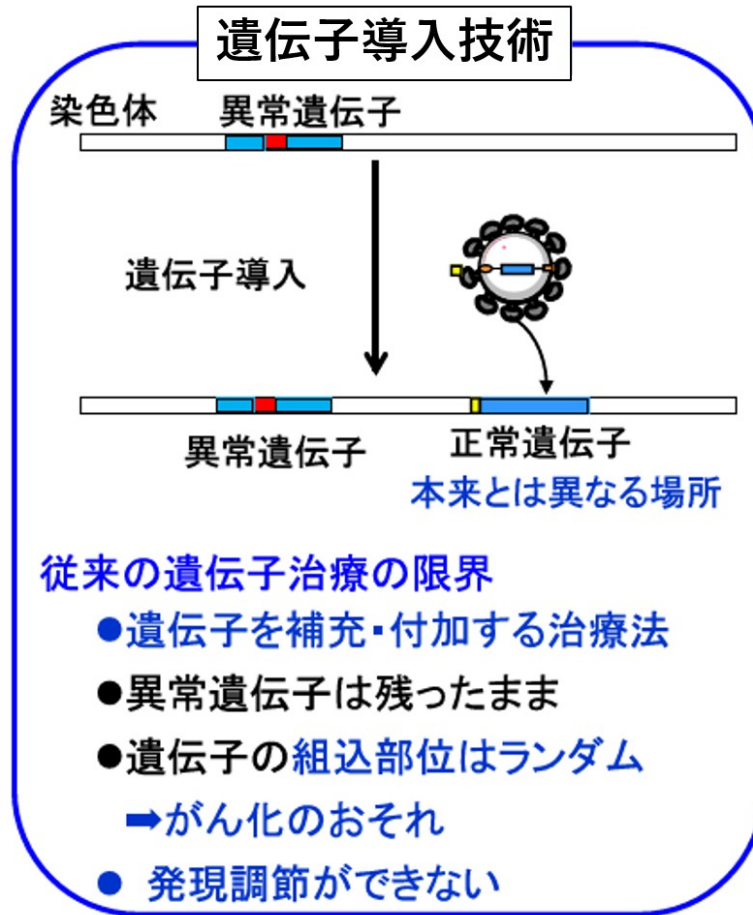 遺伝子導入技術
染色体 異常遺伝子
遺伝子導入
異常遺伝子 正常遺伝子
本来とは異なる場所
従来の遺伝子治療の限界
●遺伝子を補充・付加する治療法
●異常遺伝子は残ったまま
●遺伝子の組込部位はランダム
➡がん化のおそれ
● 発現調節ができない